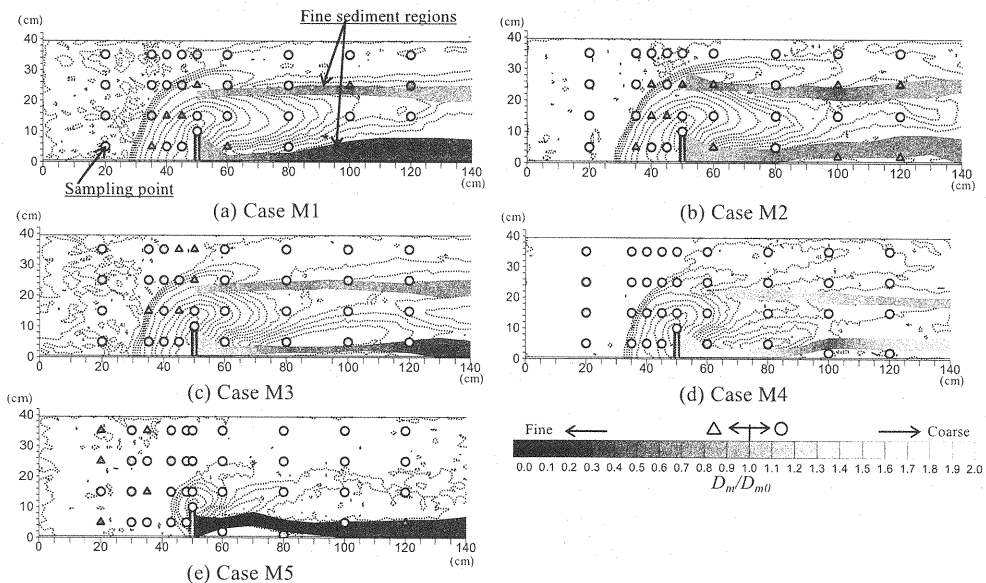 (cm) Fine sediment regions (cm)
40 40
30 30
20 20
10 10
0 0
0 20 40 60 80 100 120 140 0 20 40 60 80 100 120 140
Sampling point (cm) (cm)
(a) Case M1 (b) Case M2
(cm) (cm)
40 40
30 30
20 20
10 10
0 0
0 20 40 60 80 100 120 140 0 20 40 60 80 100 120 140
(cm) (cm)
(c) Case M3 (d) Case M4
(cm)
40
30
20
10
0
0 20 40 60 80 100 120 140
(cm)
(e) Case M5
Fine Coarse
0.0 0.1 0.2 0.3 0.4 0.5 0.6 0.7 0.8 0.9 1.0 1.1 1.2 1.3 1.4 1.5 1.6 1.7 1.8 1.9 2.0
Dm/Dm0